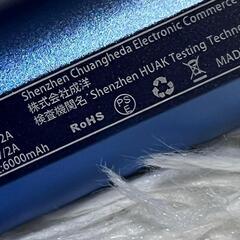 Shenzhen Chuangheda Electronic Commerce
株式会社成洋
検査機関名：Shenzhen HUAK Testing Techno
2A
/2A
6000mAh
RoHS
PSE
MADE